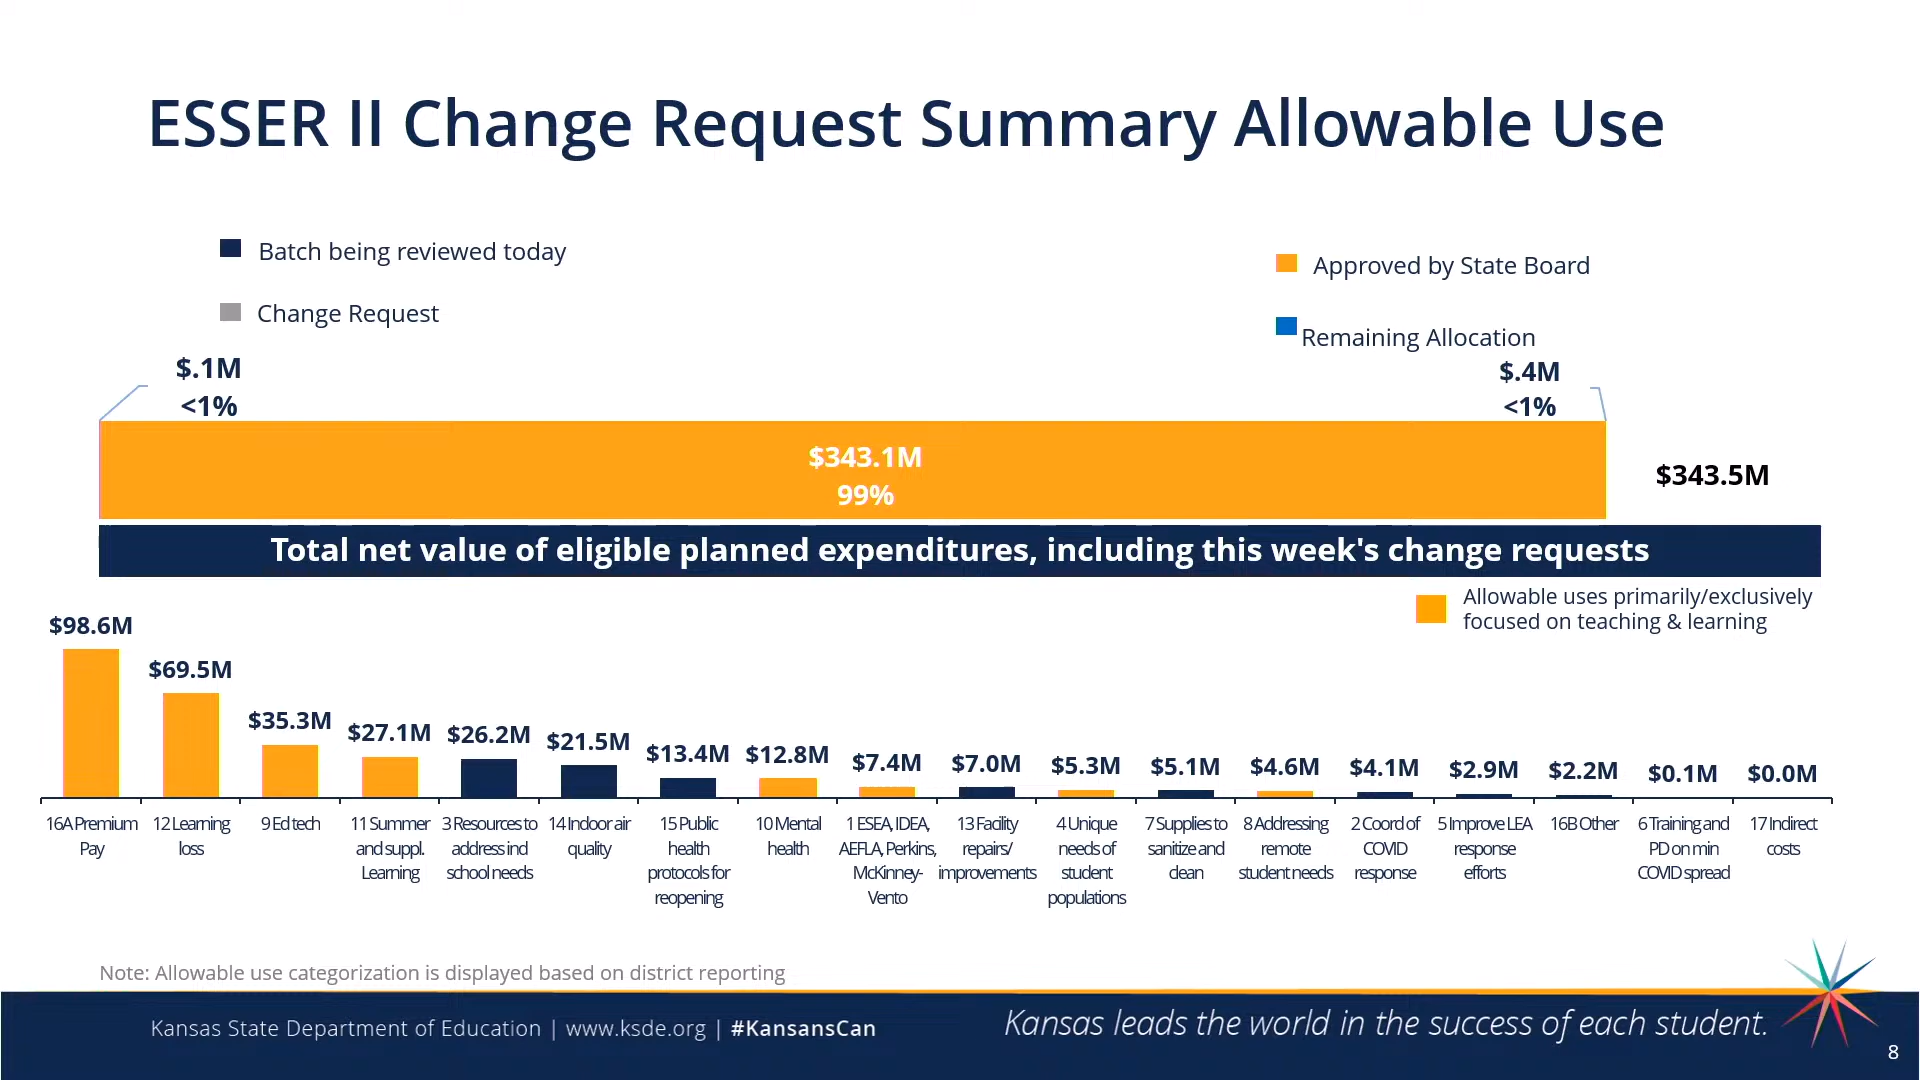 ESSER II Change Request Summary Allowable Use
Batch being reviewed today
Approved by State Board
Change Request
Remaining Allocation
$.1M
<1%
$.4M
<1%
$343.1M
99%
$343.5M
Total net value of eligible planned expenditures, including this week's change requests
Allowable uses primarily/exclusively
focused on teaching & learning
$98.6M
$69.5M
$35.3M
$27.1M
$26.2M
$21.5M
$13.4M
$12.8M
$7.4M
$7.0M
$5.3M
$5.1M
$4.6M
$4.1M
$2.9M
$2.2M
$0.1M
$0.0M
16A Premium
Pay
12 Learning
loss
9 Ed tech
11 Summer
and suppl.
Learning
3 Resources to
address ind
school needs
14 Indoor air
quality
15 Public
health
protocols for
reopening
10 Mental
health
1 ESEA, IDEA,
AEFLA, Perkins,
McKinney-
Vento
13 Facility
repairs/
improvements
4 Unique
needs of
student
populations
7 Supplies to
sanitize and
clean
8 Addressing
remote
student needs
2 Coord of
COVID
response
5 Improve LEA
response
efforts
16B Other
6 Training and
PD on min
COVID spread
17 Indirect
costs
Note: Allowable use categorization is displayed based on district reporting
Kansas State Department of Education | www.ksde.org | #KansansCan
Kansas leads the world in the success of each student.
8